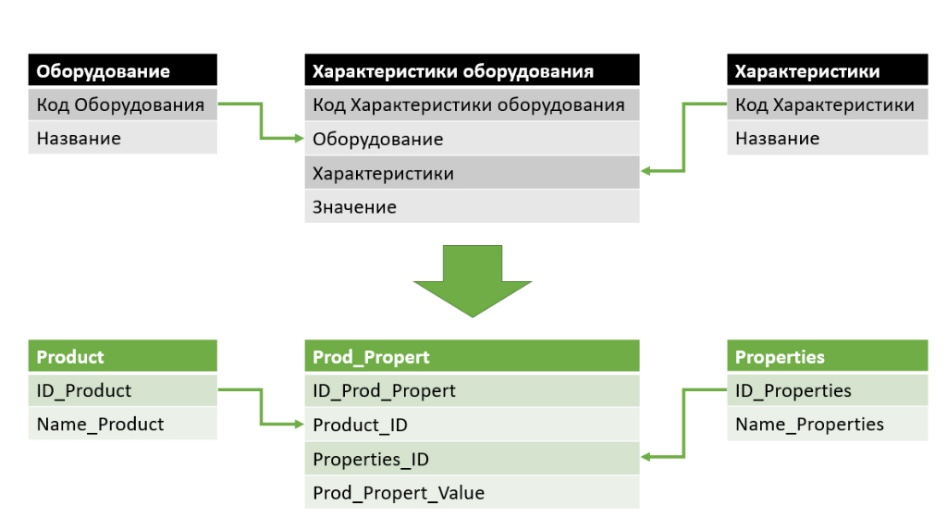 Оборудование
Код Оборудования
Название
Характеристики оборудования
Код Характеристики оборудования
Оборудование
Характеристики
Значение
Характеристики
Код Характеристики
Название
Product
ID_Product
Name_Product
Prod_Propert
ID_Prod_Propert
Product_ID
Properties_ID
Prod_Propert_Value
Properties
ID_Properties
Name_Properties